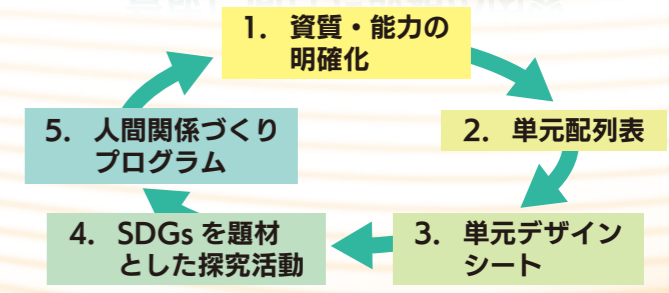 1. 資質・能力の
明確化
2. 単元配列表
3. 単元デザイン
シート
4. SDGs を題材
とした探究活動
5. 人間関係づくり
プログラム